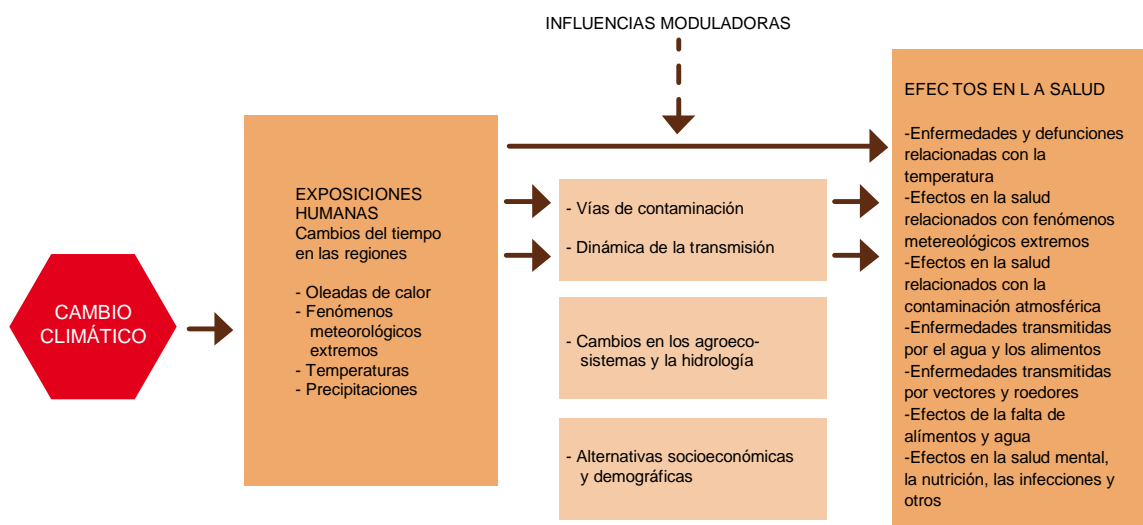 INFLUENCIAS MODULADORAS
CAMBIO
CLIMÁTICO
EXPOSICIONES
HUMANAS
Cambios del tiempo
en las regiones
- Oleadas de calor
- Fenómenos
meteorológicos
extremos
- Temperaturas
- Precipitaciones
- Vías de contaminación
- Dinámica de la transmisión
- Cambios en los agroeco-
sistemas y la hidrología
- Alternativas socioeconómicas
y demográficas
EFEC TOS EN L A SALUD
-Enfermedades y defunciones
relacionadas con la
temperatura
-Efectos en la salud
relacionados con fenómenos
metereológicos extremos
-Efectos en la salud
relacionados con la
contaminación atmosférica
-Enfermedades transmitidas
por el agua y los alimentos
-Enfermedades transmitidas
por vectores y roedores
-Efectos de la falta de
alímentos y agua
-Efectos en la salud mental,
la nutrición, las infecciones y
otros